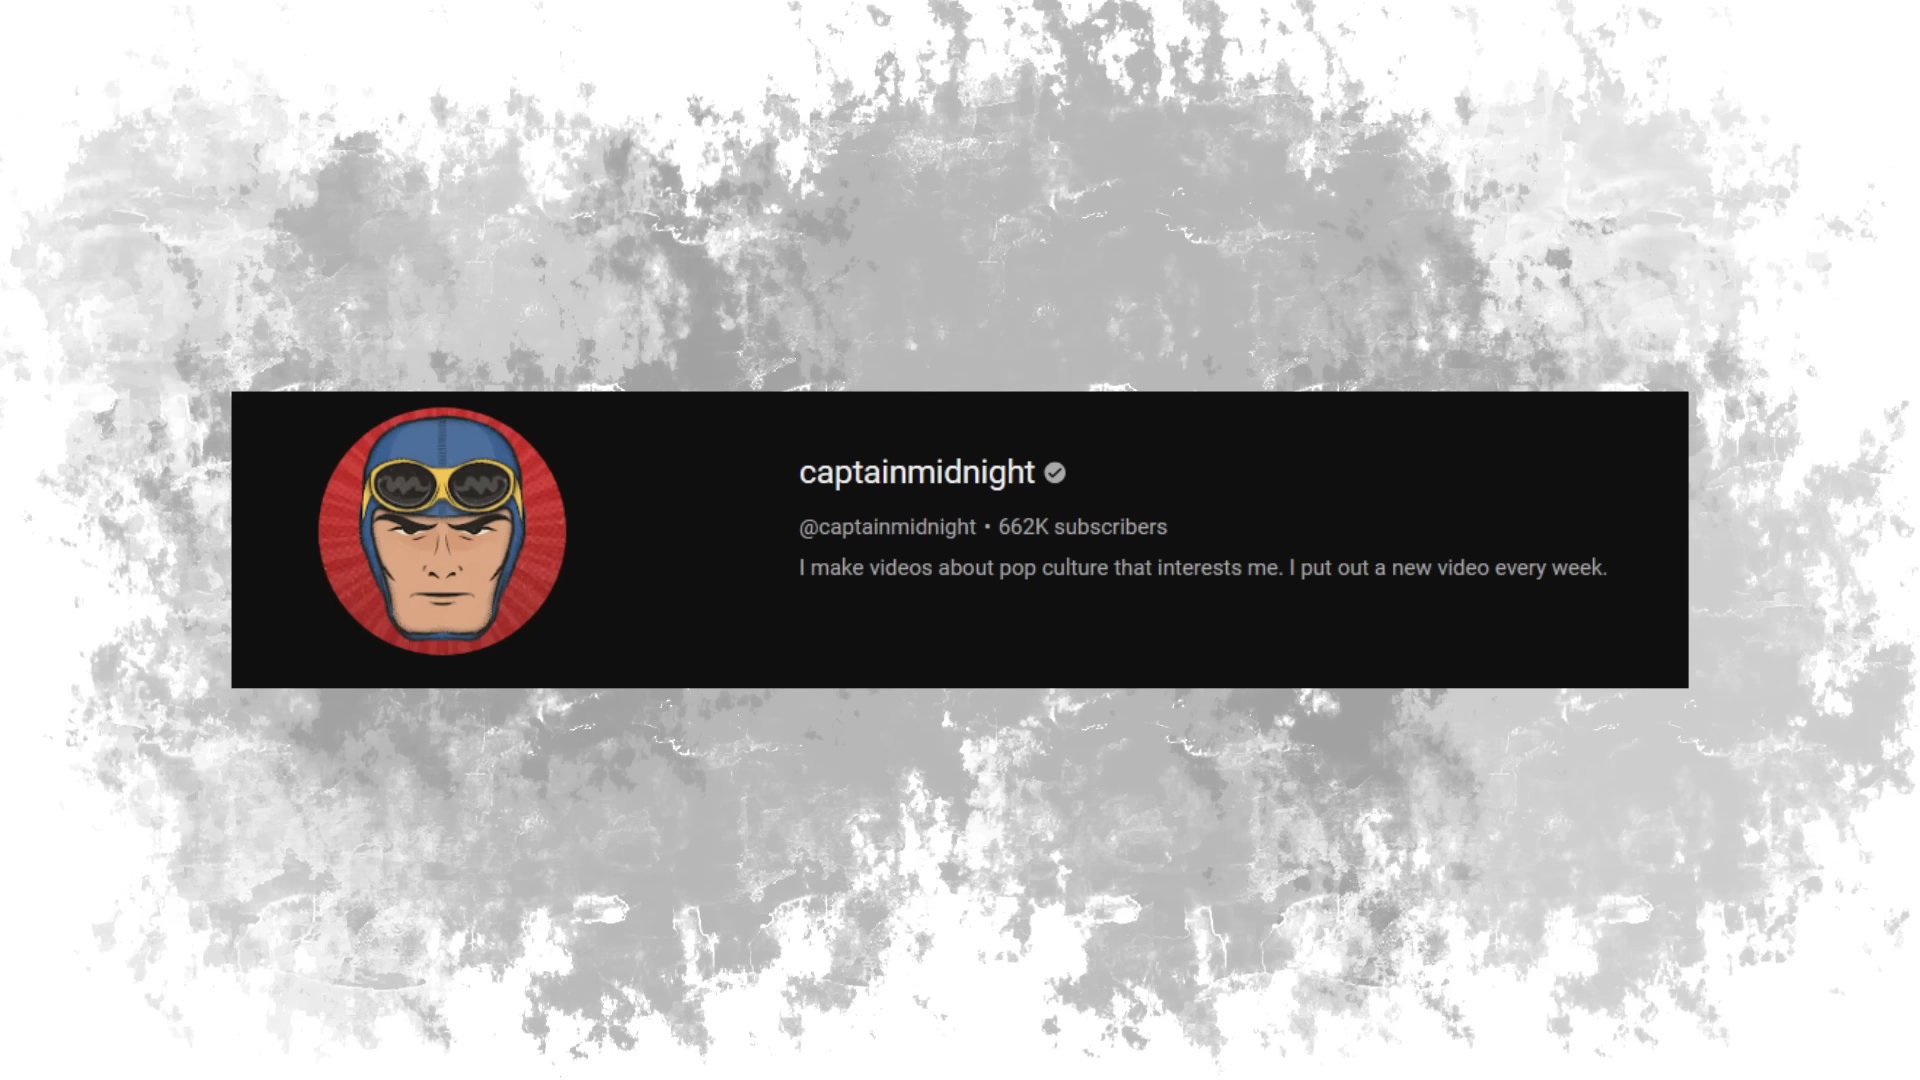 captainmidnight
@captainmidnight • 662K subscribers
I make videos about pop culture that interests me. I put out a new video every week.